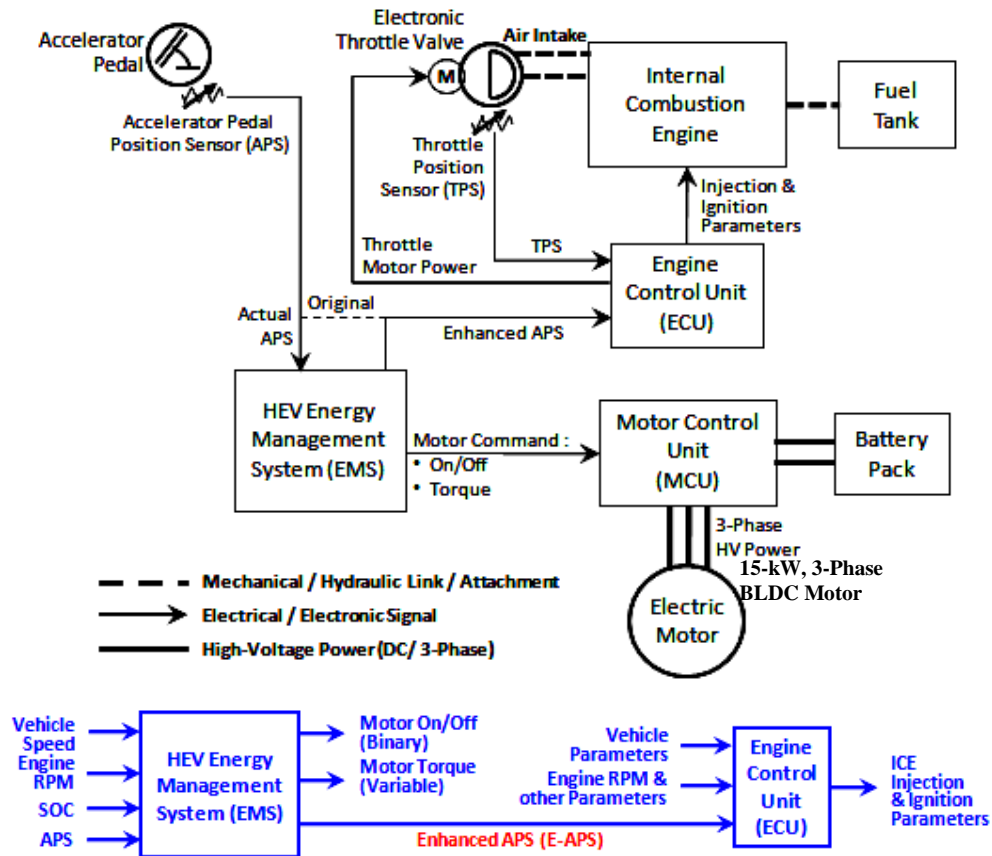 Accelerator
Pedal
Accelerator Pedal
Position Sensor (APS)
Electronic
Throttle Valve
M
Air Intake
Internal
Combustion
Engine
Fuel
Tank
Throttle
Position
Sensor (TPS)
Injection &
Ignition
Parameters
TPS
Throttle
Motor Power
Engine
Control Unit
(ECU)
Original
Actual
APS
Enhanced APS
HEV Energy
Management
System (EMS)
Motor Command :
• On/Off
• Torque
Motor Control
Unit
(MCU)
Battery
Pack
3-Phase
HV Power
15-kW, 3-Phase
BLDC Motor
Electric
Motor
Mechanical / Hydraulic Link / Attachment
Electrical / Electronic Signal
High-Voltage Power (DC/ 3-Phase)
Vehicle
Speed
Engine
RPM
SOC
APS
HEV Energy
Management
System (EMS)
Motor On/Off
(Binary)
Motor Torque
(Variable)
Enhanced APS (E-APS)
Vehicle
Parameters
Engine RPM &
other Parameters
Engine
Control
Unit
(ECU)
ICE
Injection
& Ignition
Parameters